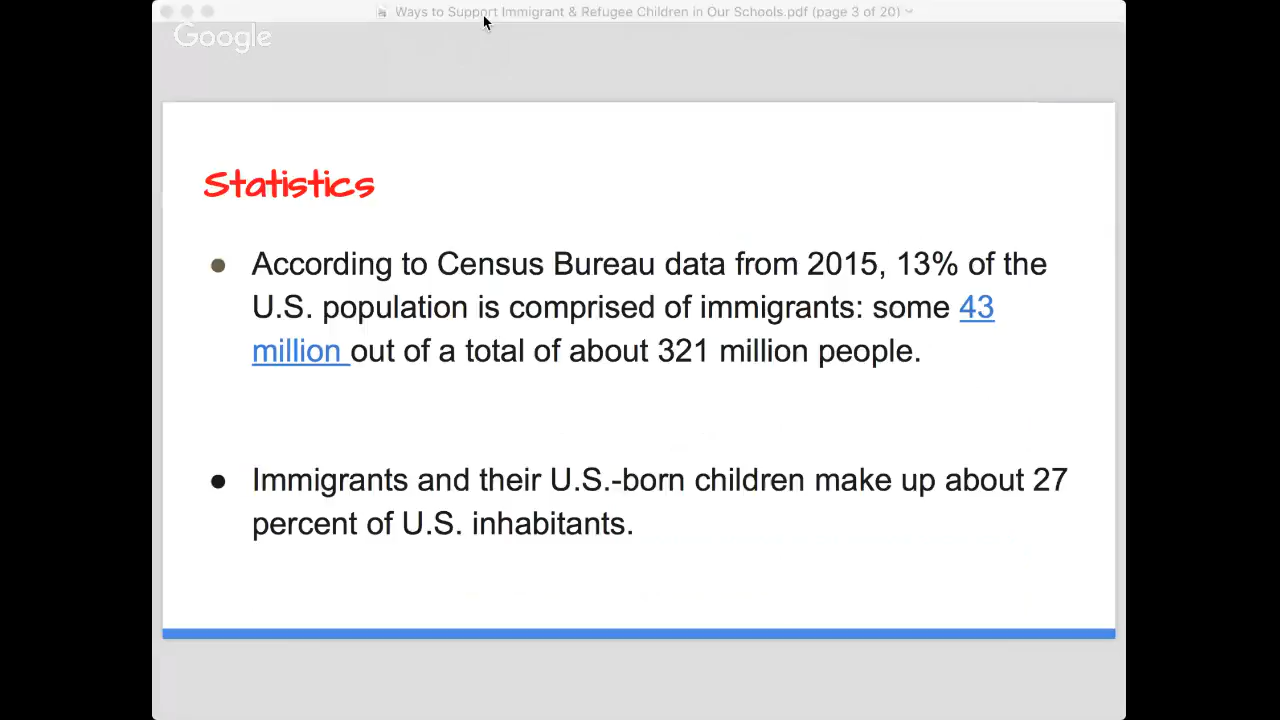 Ways to Support Immigrant & Refugee Children in Our Schools.pdf (page 3 of 20)
Google
Statistics
● According to Census Bureau data from 2015, 13% of the
U.S. population is comprised of immigrants: some 43
million out of a total of about 321 million people.
● Immigrants and their U.S.-born children make up about 27
percent of U.S. inhabitants.